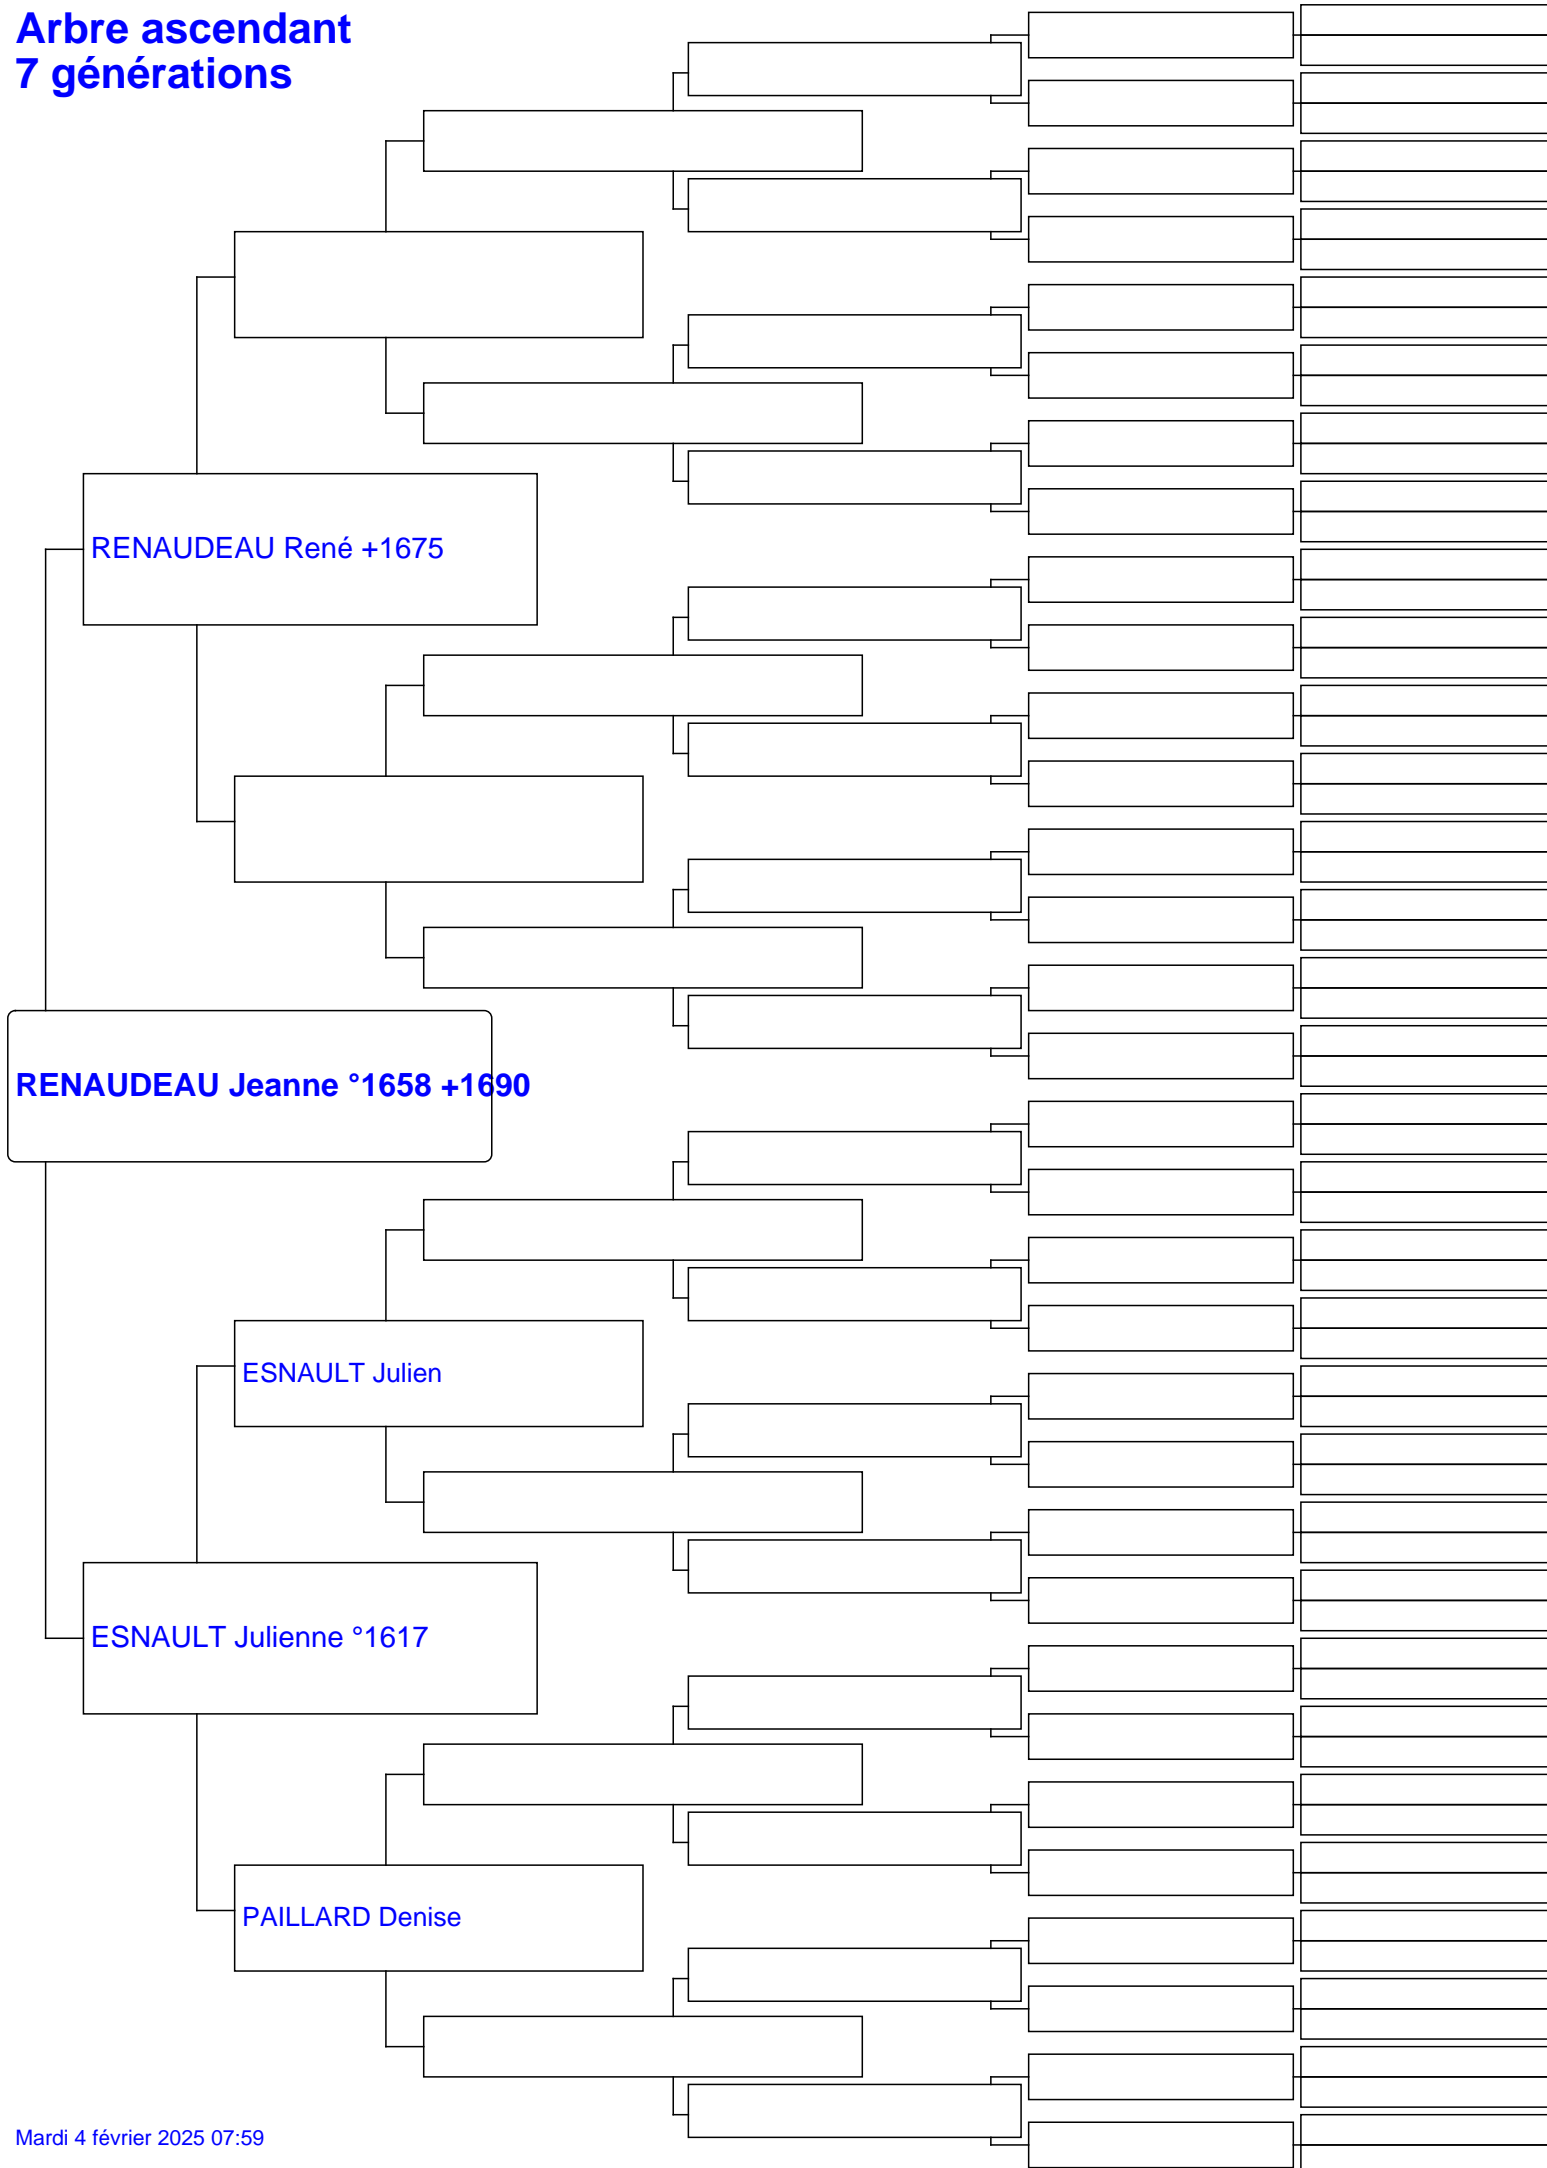 Arbre ascendant
7 générations
RENAUDEAU René +1675
RENAUDEAU Jeanne °1658 +1690
ESNAULT Julien
ESNAULT Julienne °1617
PAILLARD Denise
Mardi 4 février 2025 07:59